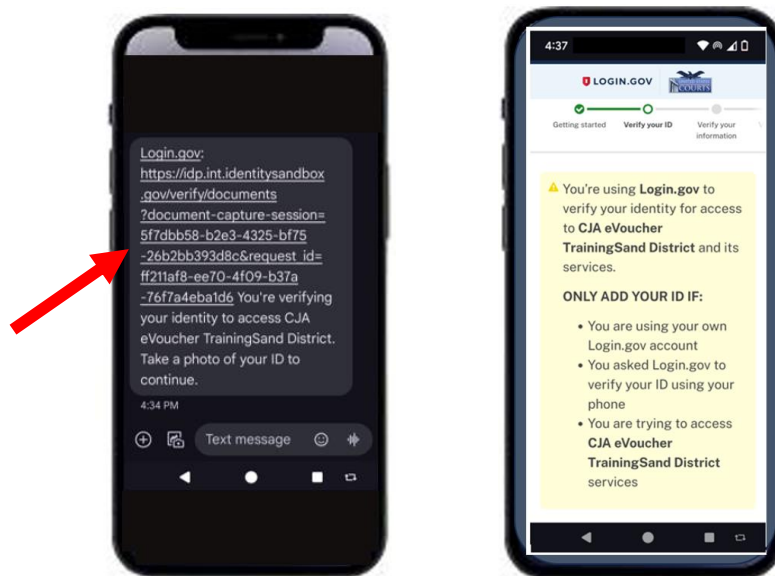 Login.gov:
https://idp.int.identitysandbox
.gov/verify/documents
?document-capture-session=
5f7dbb58-b2e3-4325-bf75
-26b2bb393d8c&request_id=
ff211af8-ee70-4f09-b37a
-76f7a4eba1d6 You're verifying
your identity to access CJA
eVoucher TrainingSand District.
Take a photo of your ID to
continue.
4:34 PM
Text message
4:37
LOGIN.GOV
COURTS
Getting started Verify your ID Verify your
information
You're using Login.gov to
verify your identity for access
to CJA eVoucher
TrainingSand District and its
services.
ONLY ADD YOUR ID IF:
• You are using your own
Login.gov account
• You asked Login.gov to
verify your ID using your
phone
• You are trying to access
CJA eVoucher
TrainingSand District
services